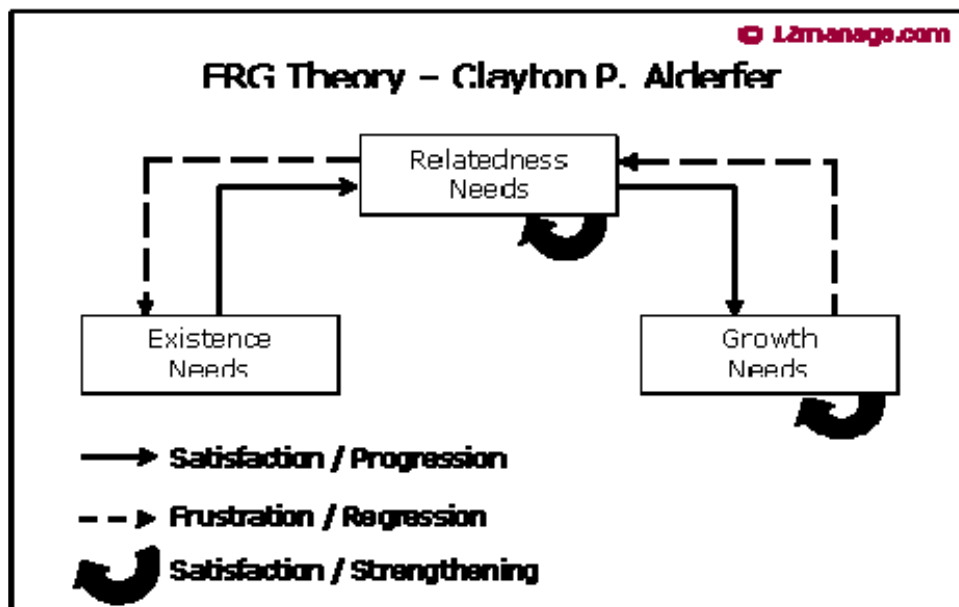 © 12manage.com
ERG Theory – Clayton P. Alderfer
Relatedness
Needs
Existence
Needs
Growth
Needs
Satisfaction / Progression
Frustration / Regression
Satisfaction / Strengthening